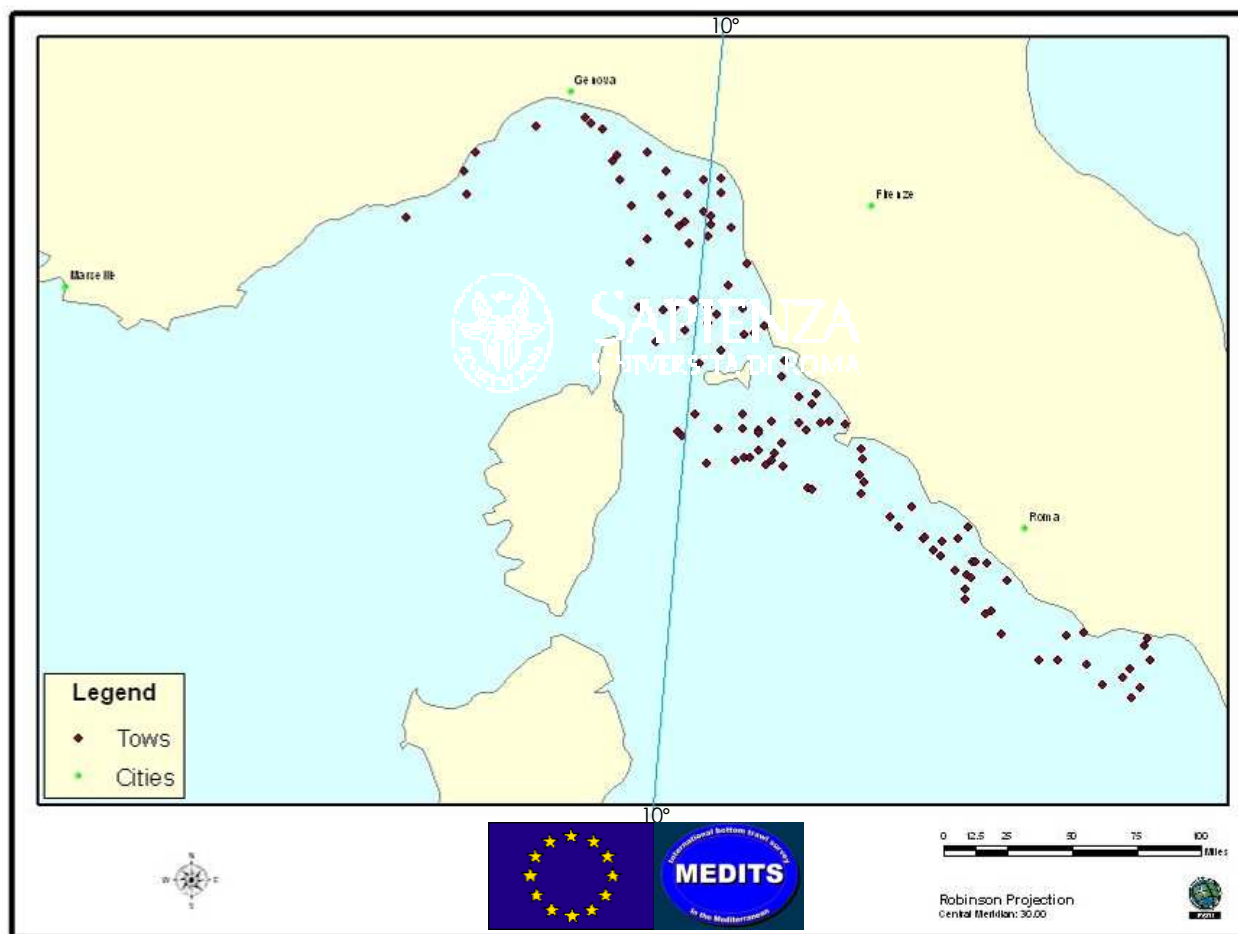 10°
Genova
Firenze
Marseille
SAPIENZA
UNIVERSITÀ DI ROMA
Roma
Legend
Tows
Cities
10°
N
W E
S
International bottom trawl survey
MEDITS
in the Mediterranean
0 12.5 25 50 75 100
Miles
Robinson Projection
Central Meridian: 30.00